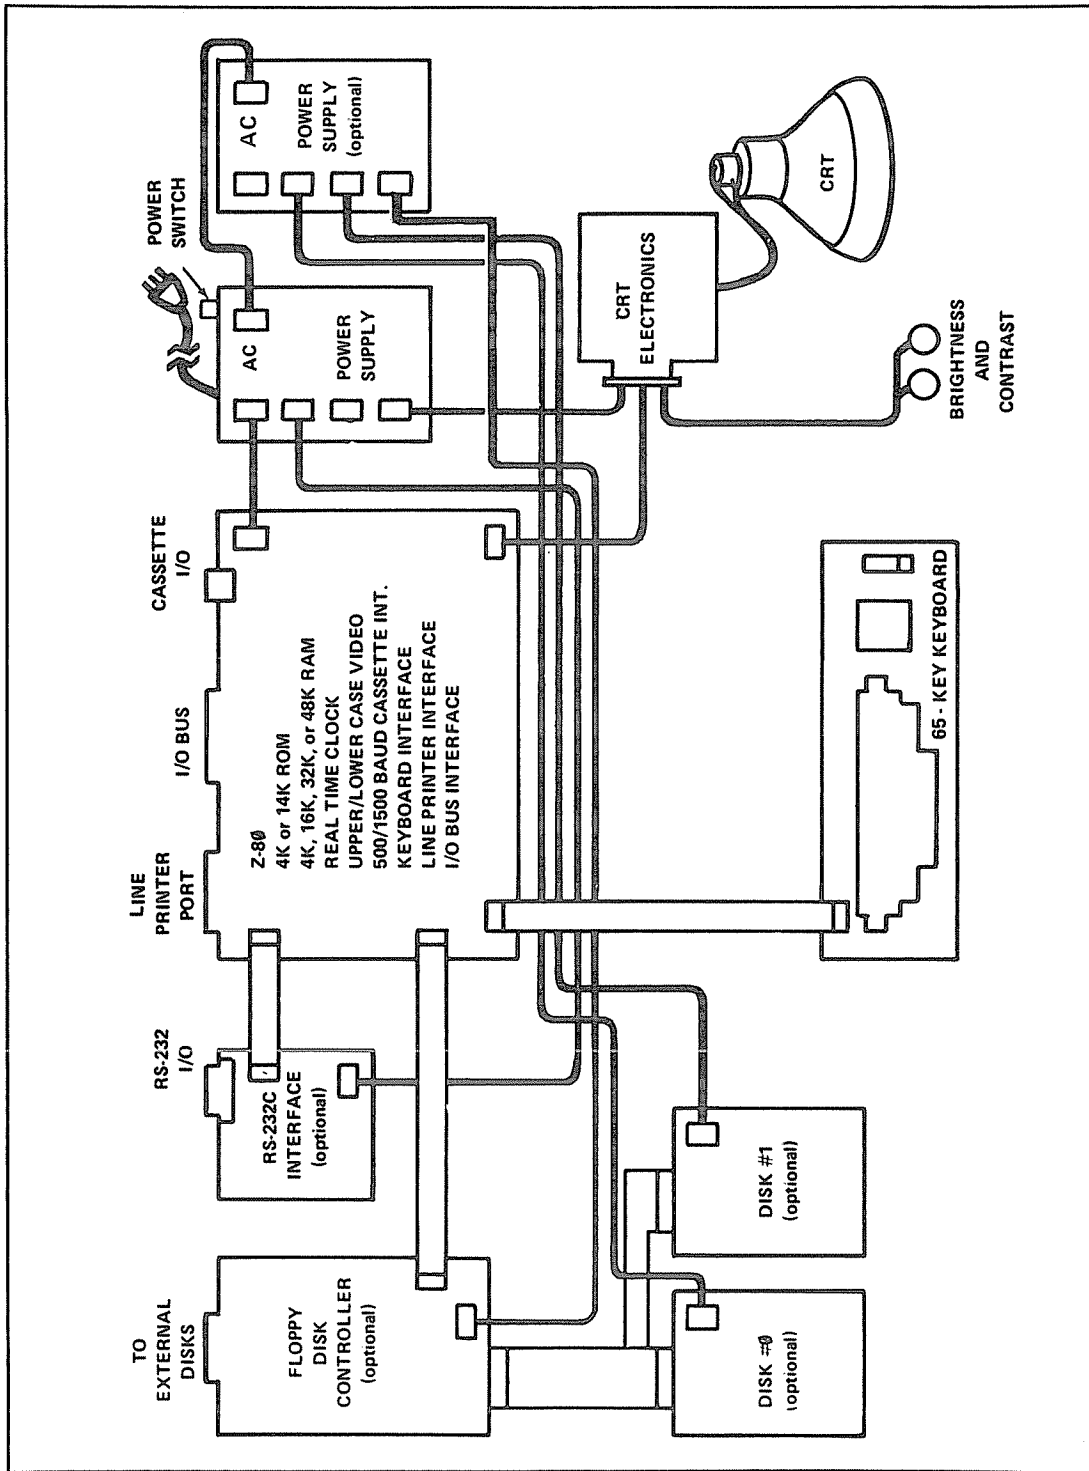 TO
EXTERNAL
DISKS
RS-232
I/O
LINE
PRINTER
PORT
I/O BUS
CASSETTE
I/O
POWER
SWITCH
FLOPPY
DISK
CONTROLLER
(optional)
RS-232C
INTERFACE
(optional)
Z-80
4K or 14K ROM
4K, 16K, 32K, or 48K RAM
REAL TIME CLOCK
UPPER/LOWER CASE VIDEO
500/1500 BAUD CASSETTE INT.
KEYBOARD INTERFACE
LINE PRINTER INTERFACE
I/O BUS INTERFACE
AC
POWER
SUPPLY
AC
POWER
SUPPLY
(optional)
DISK #0
(optional)
DISK #1
(optional)
65 - KEY KEYBOARD
CRT
ELECTRONICS
CRT
BRIGHTNESS
AND
CONTRAST